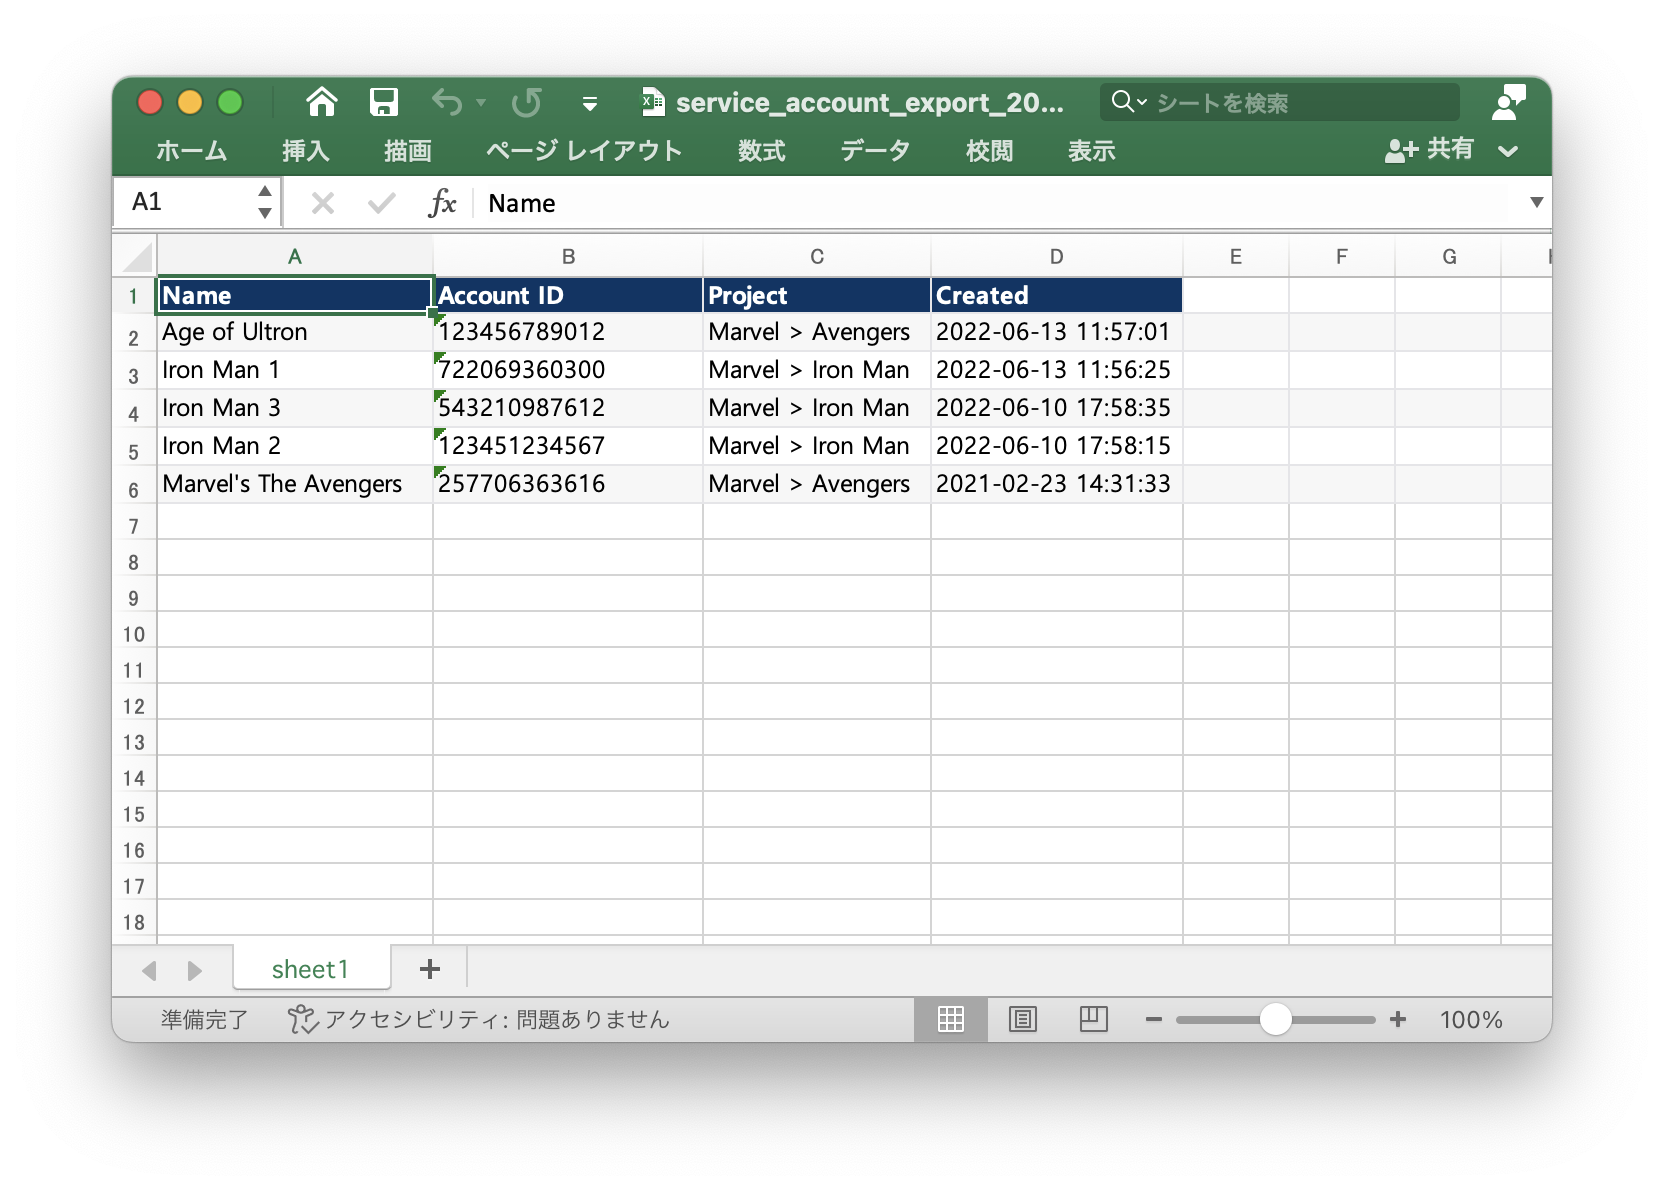 service_account_export_20...
シートを検索
ホーム 挿入 描画 ページ レイアウト 数式 データ 校閲 表示 共有
A1 fx Name
A B C D E F G
1 Name Account ID Project Created
2 Age of Ultron 123456789012 Marvel > Avengers 2022-06-13 11:57:01
3 Iron Man 1 722069360300 Marvel > Iron Man 2022-06-13 11:56:25
4 Iron Man 3 543210987612 Marvel > Iron Man 2022-06-10 17:58:35
5 Iron Man 2 123451234567 Marvel > Iron Man 2022-06-10 17:58:15
6 Marvel's The Avengers 257706363616 Marvel > Avengers 2021-02-23 14:31:33
7
8
9
10
11
12
13
14
15
16
17
18
sheet1 +
準備完了 アクセシビリティ: 問題ありません − + 100%